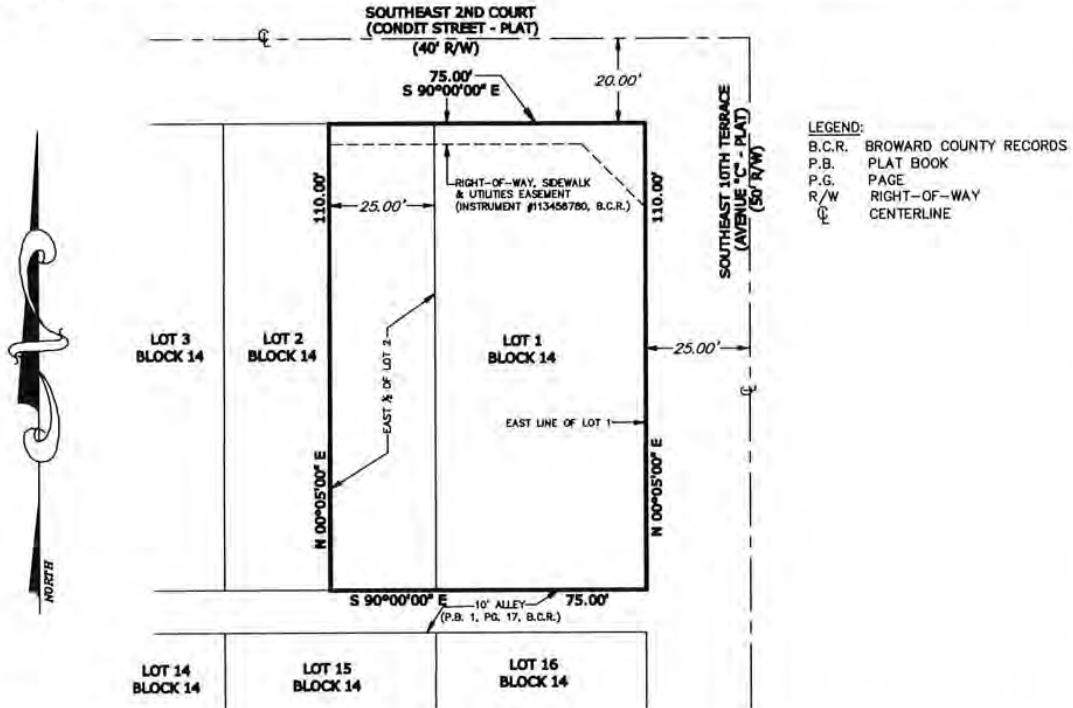 SOUTHEAST 2ND COURT
(CONDIT STREET - PLAT)
(40' R/W)
℄
75.00'
S 90°00'00" E
20.00'
SOUTHEAST 10TH TERRACE
(AVENUE "C" - PLAT)
(50' R/W)
LEGEND:
B.C.R. BROWARD COUNTY RECORDS
P.B. PLAT BOOK
P.G. PAGE
R/W RIGHT-OF-WAY
℄ CENTERLINE
RIGHT-OF-WAY, SIDEWALK
& UTILITIES EASEMENT
(INSTRUMENT #113458780, B.C.R.)
110.00'
25.00'
110.00'
LOT 3
BLOCK 14
LOT 2
BLOCK 14
EAST ½ OF LOT 2
LOT 1
BLOCK 14
25.00'
℄
EAST LINE OF LOT 1
N 00°05'00" E
N 00°05'00" E
NORTH
S 90°00'00" E
75.00'
10' ALLEY
(P.B. 1, PG. 17, B.C.R.)
LOT 14
BLOCK 14
LOT 15
BLOCK 14
LOT 16
BLOCK 14